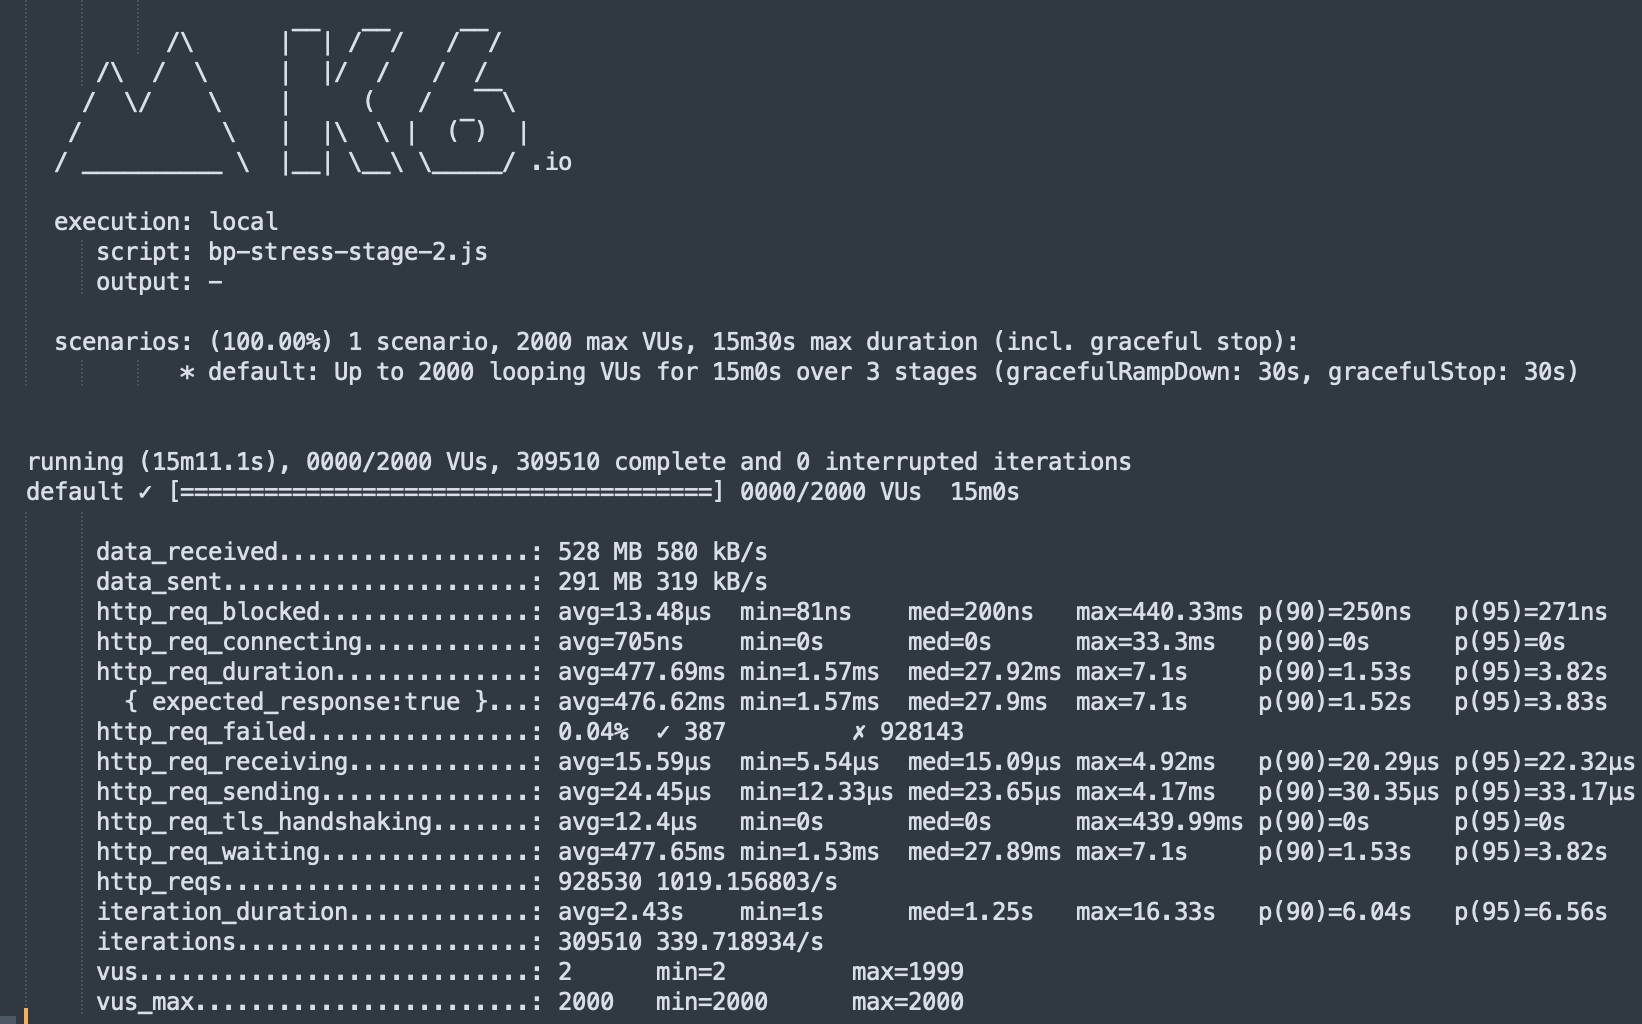 K6 .io
execution: local
script: bp-stress-stage-2.js
output: -
scenarios: (100.00%) 1 scenario, 2000 max VUs, 15m30s max duration (incl. graceful stop):
* default: Up to 2000 looping VUs for 15m0s over 3 stages (gracefulRampDown: 30s, gracefulStop: 30s)
running (15m11.1s), 0000/2000 VUs, 309510 complete and 0 interrupted iterations
default ✓ [======================================] 0000/2000 VUs  15m0s
data_received..................: 528 MB 580 kB/s
data_sent......................: 291 MB 319 kB/s
http_req_blocked...............: avg=13.48µs  min=81ns    med=200ns   max=440.33ms p(90)=250ns   p(95)=271ns
http_req_connecting............: avg=705ns    min=0s      med=0s      max=33.3ms   p(90)=0s      p(95)=0s
http_req_duration..............: avg=477.69ms min=1.57ms  med=27.92ms max=7.1s     p(90)=1.53s   p(95)=3.82s
{ expected_response:true }...: avg=476.62ms min=1.57ms  med=27.9ms  max=7.1s     p(90)=1.52s   p(95)=3.83s
http_req_failed................: 0.04%  ✓ 387         ✗ 928143
http_req_receiving.............: avg=15.59µs  min=5.54µs  med=15.09µs max=4.92ms   p(90)=20.29µs p(95)=22.32µs
http_req_sending...............: avg=24.45µs  min=12.33µs med=23.65µs max=4.17ms   p(90)=30.35µs p(95)=33.17µs
http_req_tls_handshaking.......: avg=12.4µs   min=0s      med=0s      max=439.99ms p(90)=0s      p(95)=0s
http_req_waiting...............: avg=477.65ms min=1.53ms  med=27.89ms max=7.1s     p(90)=1.53s   p(95)=3.82s
http_reqs......................: 928530 1019.156803/s
iteration_duration.............: avg=2.43s    min=1s      med=1.25s   max=16.33s   p(90)=6.04s   p(95)=6.56s
iterations.....................: 309510 339.718934/s
vus............................: 2      min=2         max=1999
vus_max........................: 2000   min=2000      max=2000